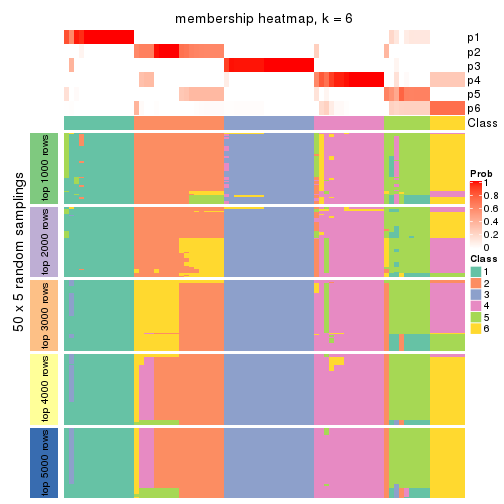 membership heatmap, k = 6
p1
p2
p3
p4
p5
p6
Class
50 x 5 random samplings
top 1000 rows
top 2000 rows
top 3000 rows
top 4000 rows
top 5000 rows
Prob
1
0.8
0.6
0.4
0.2
0
Class
1
2
3
4
5
6